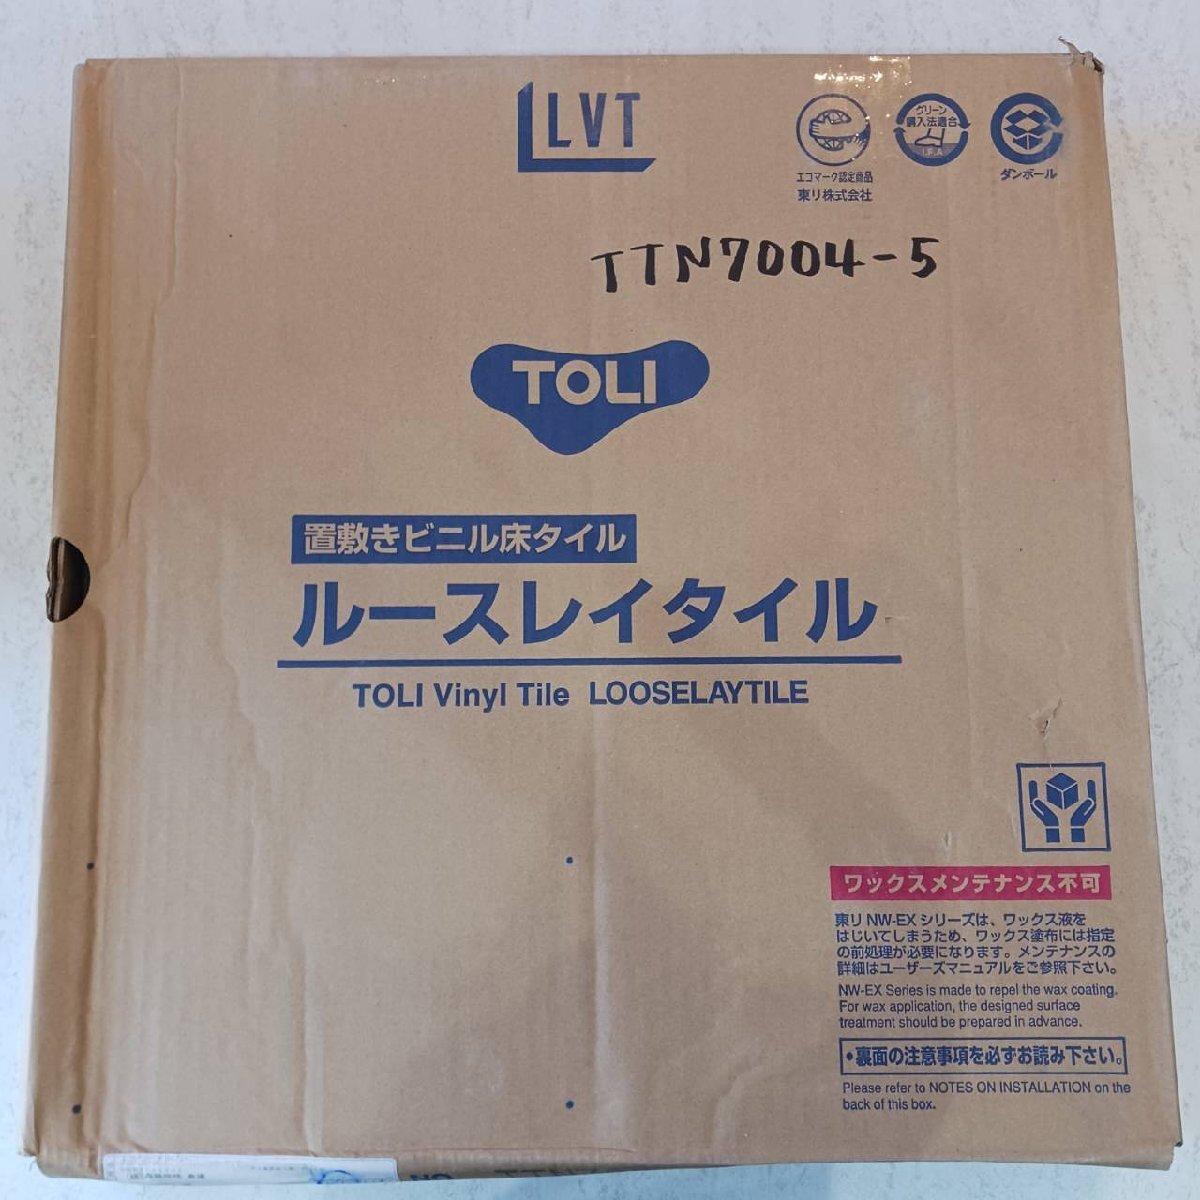 LVT
グリーン
購入法適合
I.F.A
エコマーク認定商品
東リ株式会社
ダンボール
TTN7004-5
TOLI
置敷きビニル床タイル
ルースレイタイル
TOLI Vinyl Tile LOOSELAYTILE
ワックスメンテナンス不可
東リNW-EXシリーズは、ワックス液を
はじいてしまうため、ワックス塗布には指定
の前処理が必要になります。メンテナンスの
詳細はユーザーズマニュアルをご参照下さい。
NW-EX Series is made to repel the wax coating.
For wax application, the designed surface
treatment should be prepared in advance.
・裏面の注意事項を必ずお読み下さい。
Please refer to NOTES ON INSTALLATION on the
back of this box.